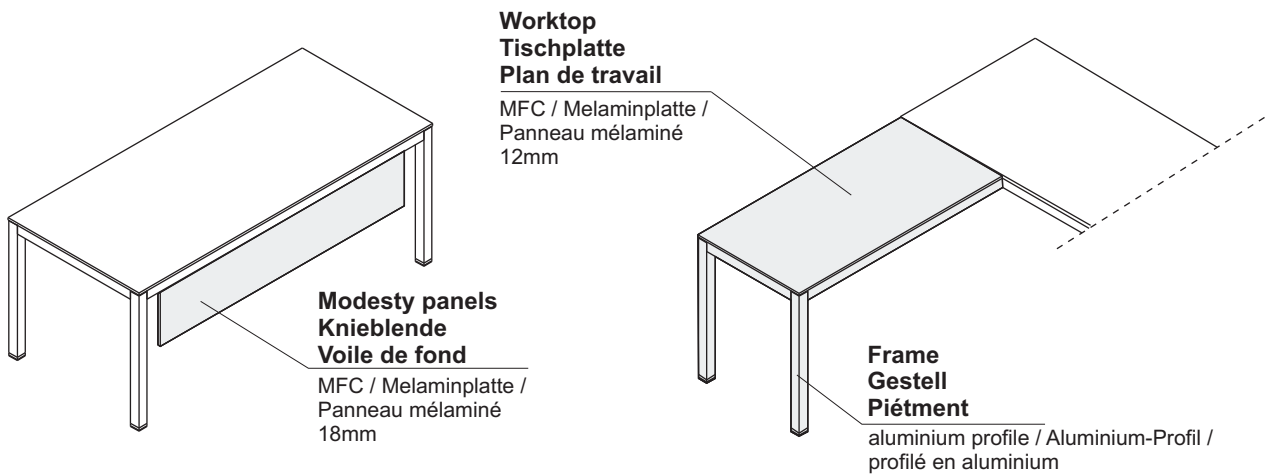 Worktop
Tischplatte
Plan de travail
MFC / Melaminplatte /
Panneau mélaminé
12mm
Modesty panels
Knieblende
Voile de fond
MFC / Melaminplatte /
Panneau mélaminé
18mm
Frame
Gestell
Piétment
aluminium profile / Aluminium-Profil /
profilé en aluminium